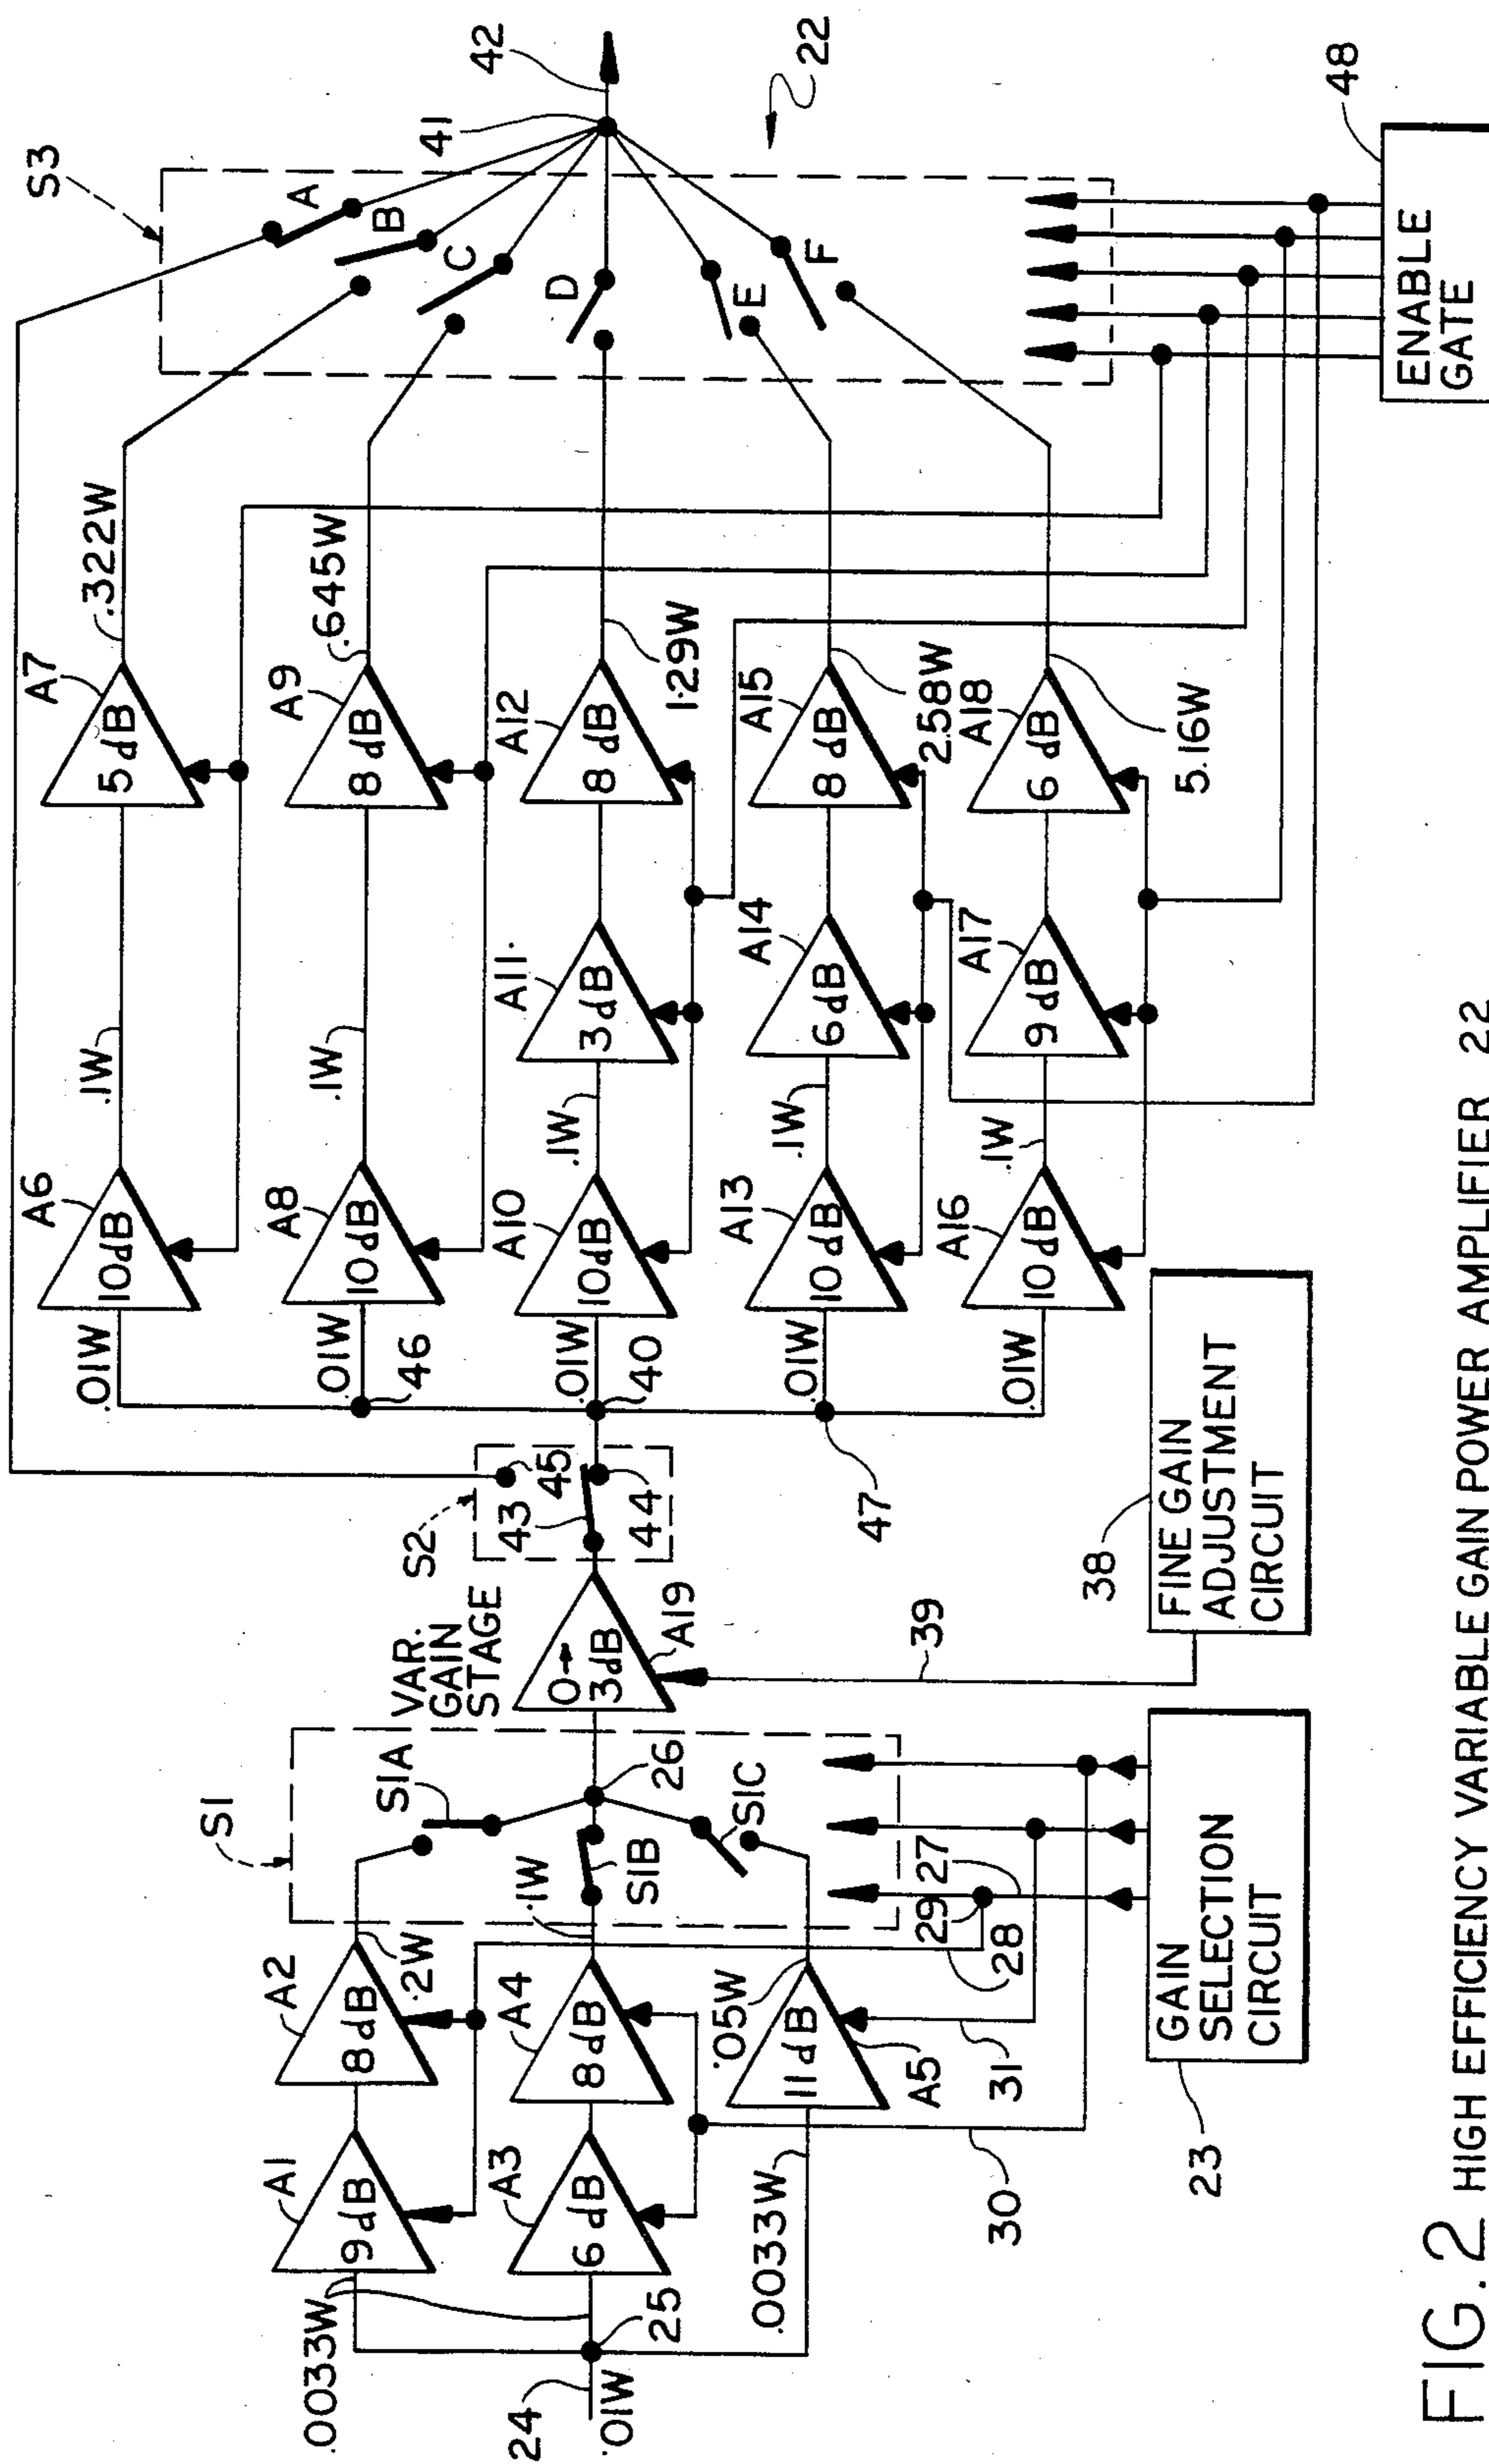 .0033W
24
.01W
25
.0033W
A1
9dB
A2
8dB
.2W
A3
6 dB
A4
8dB
.1W
.05W
11 dB
A5
30
31
28
29
27
23
GAIN
SELECTION
CIRCUIT
S1
S1A
S1B
S1C
26
VAR.
GAIN
STAGE
0→
3dB
A19
39
38
FINE GAIN
ADJUSTMENT
CIRCUIT
S2
43
45
44
46
40
47
.01W
A6
10dB
.1W
A7
5dB
.322W
.01W
A8
10dB
.1W
A9
8dB
.645W
.01W
A10
10dB
.1W
A11
3dB
A12
8dB
1.29W
.01W
A13
10dB
.1W
A14
6dB
A15
8dB
2.58W
.01W
A16
10dB
.1W
A17
9dB
A18
6dB
5.16W
S3
A
B
C
D
E
F
41
42
22
48
ENABLE
GATE
FIG. 2 HIGH EFFICIENCY VARIABLE GAIN POWER AMPLIFIER 22